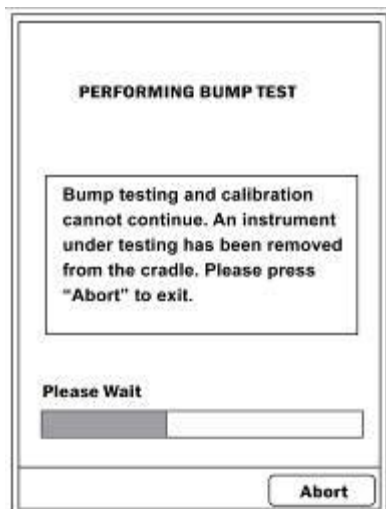 PERFORMING BUMP TEST
Bump testing and calibration
cannot continue. An instrument
under testing has been removed
from the cradle. Please press
“Abort” to exit.
Please Wait
Abort